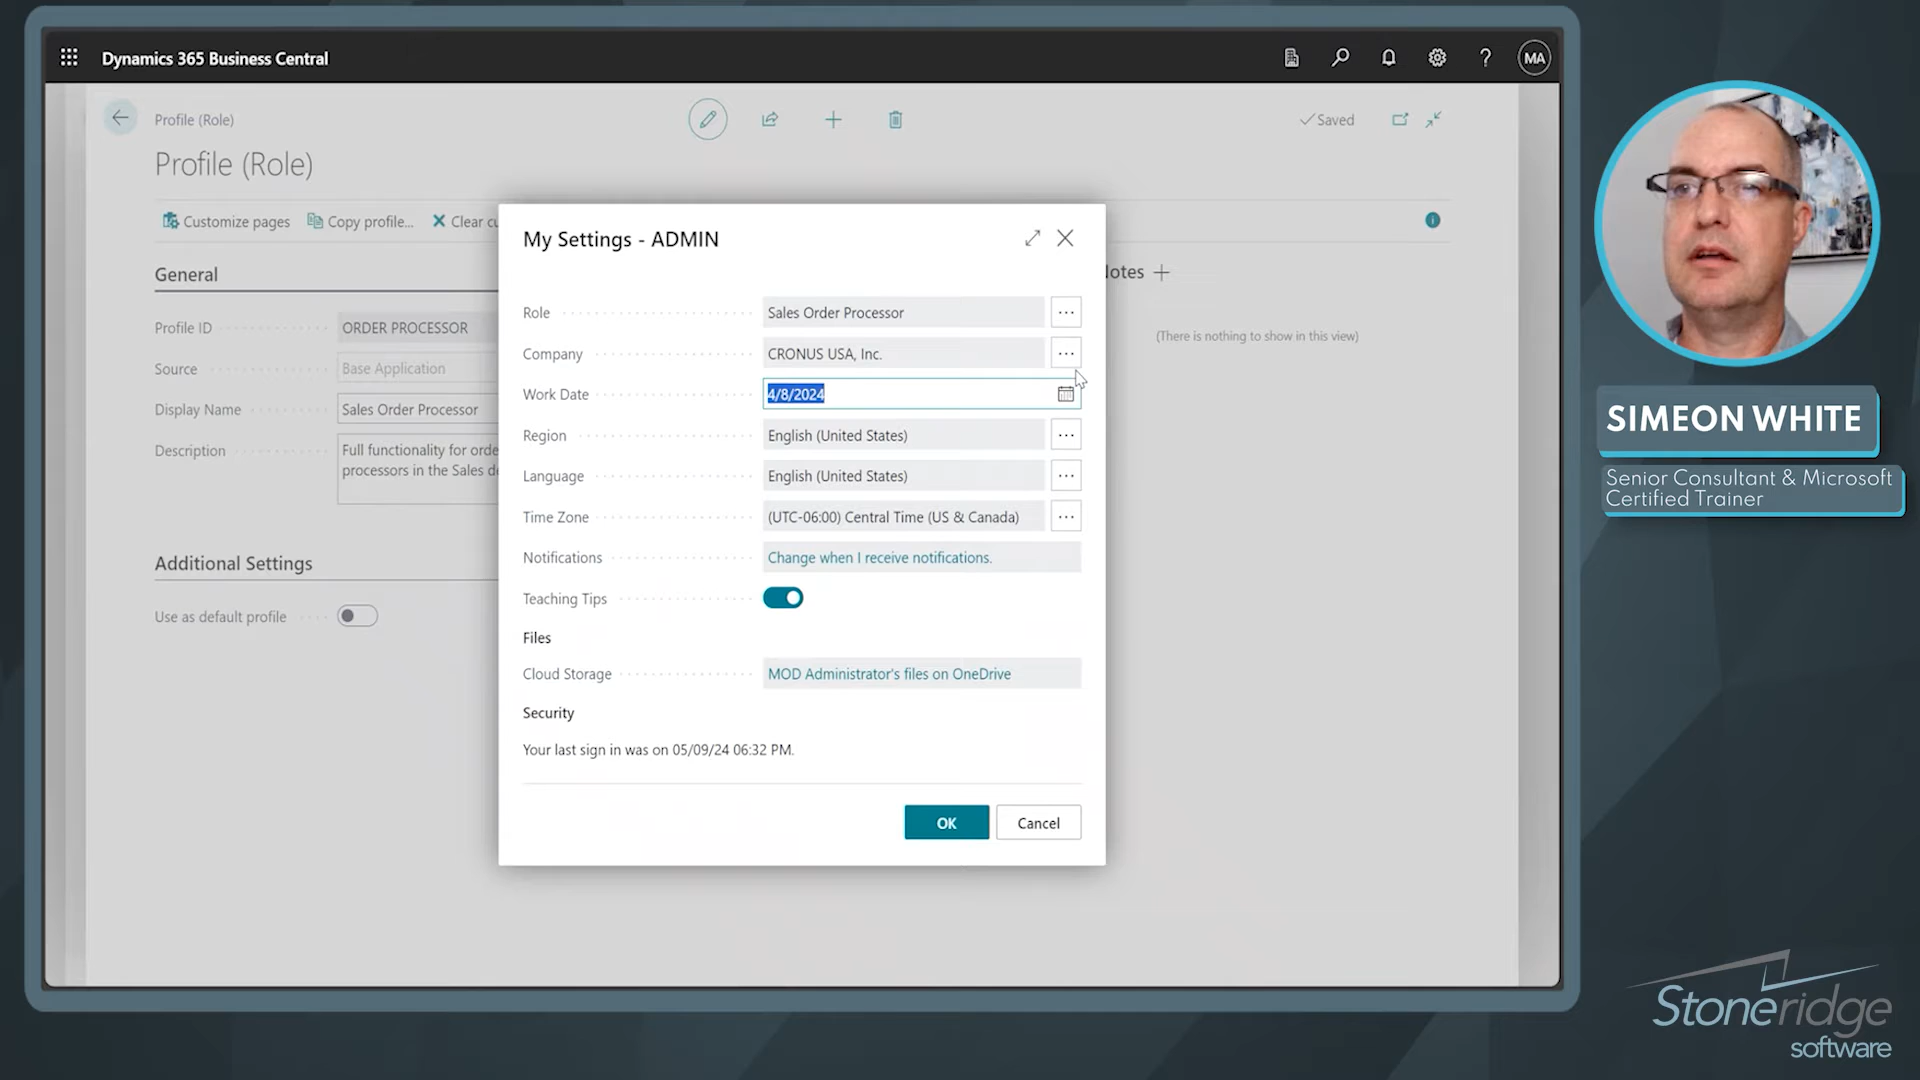 Dynamics 365 Business Central
MA
Profile (Role)
Saved
Profile (Role)
Customize pages
Copy profile...
Clear cu
General
Profile ID
ORDER PROCESSOR
Source
Base Application
Display Name
Sales Order Processor
Description
Full functionality for orde
processors in the Sales de
Additional Settings
Use as default profile
Notes
(There is nothing to show in this view)
My Settings - ADMIN
Role
Sales Order Processor
Company
CRONUS USA, Inc.
Work Date
4/8/2024
Region
English (United States)
Language
English (United States)
Time Zone
(UTC-06:00) Central Time (US & Canada)
Notifications
Change when I receive notifications.
Teaching Tips
Files
Cloud Storage
MOD Administrator's files on OneDrive
Security
Your last sign in was on 05/09/24 06:32 PM.
OK
Cancel
SIMEON WHITE
Senior Consultant & Microsoft
Certified Trainer
Stoneridge
software